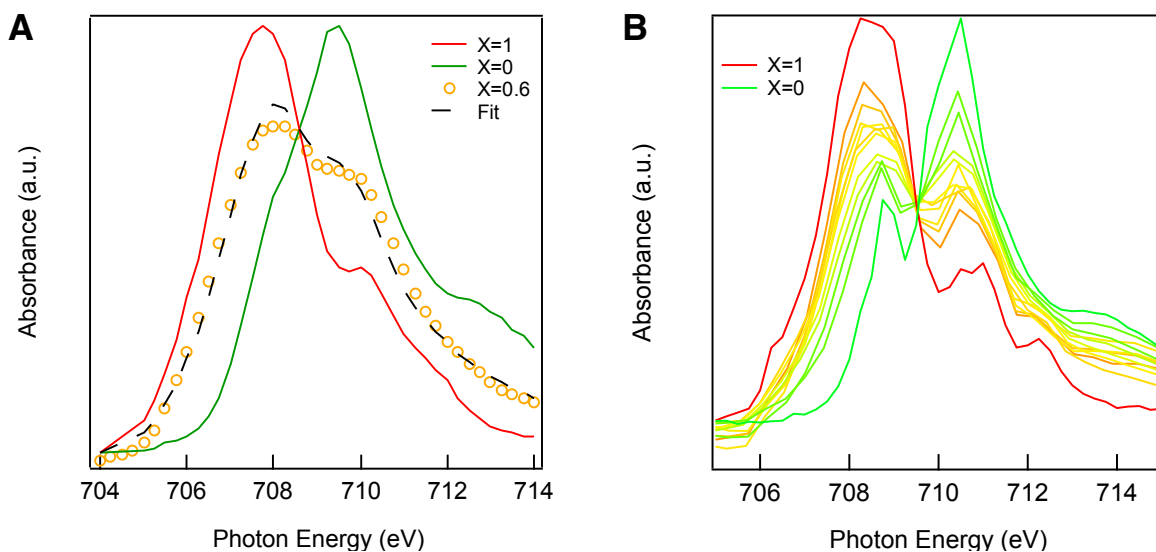 A
X=1
X=0
X=0.6
Fit
Absorbance (a.u.)
704 706 708 710 712 714
Photon Energy (eV)
B
X=1
X=0
Absorbance (a.u.)
706 708 710 712 714
Photon Energy (eV)